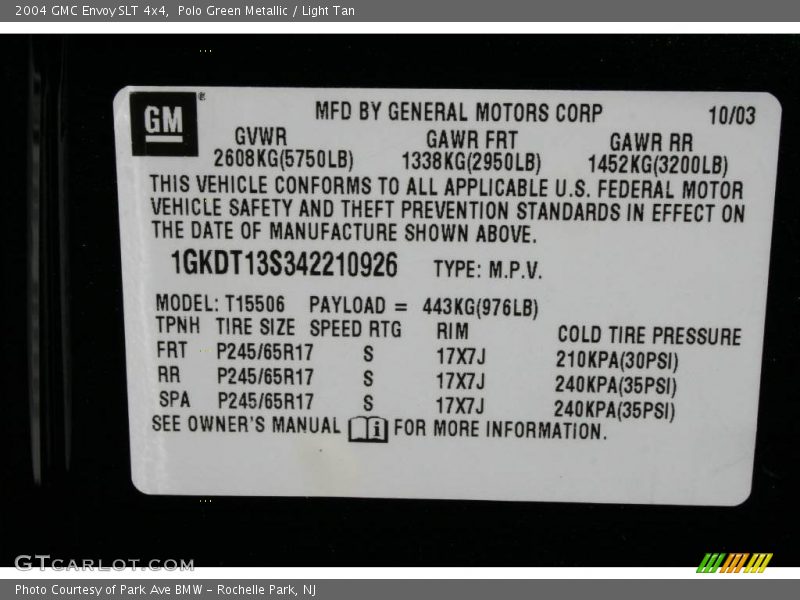 2004 GMC Envoy SLT 4x4, Polo Green Metallic / Light Tan
GM ® MFD BY GENERAL MOTORS CORP 10/03
GVWR GAWR FRT GAWR RR
2608KG(5750LB) 1338KG(2950LB) 1452KG(3200LB)
THIS VEHICLE CONFORMS TO ALL APPLICABLE U.S. FEDERAL MOTOR
VEHICLE SAFETY AND THEFT PREVENTION STANDARDS IN EFFECT ON
THE DATE OF MANUFACTURE SHOWN ABOVE.
1GKDT13S342210926 TYPE: M.P.V.
MODEL: T15506 PAYLOAD = 443KG(976LB)
TPNH TIRE SIZE SPEED RTG RIM COLD TIRE PRESSURE
FRT P245/65R17 S 17X7J 210KPA(30PSI)
RR P245/65R17 S 17X7J 240KPA(35PSI)
SPA P245/65R17 S 17X7J 240KPA(35PSI)
SEE OWNER'S MANUAL i FOR MORE INFORMATION.
GTCARLOT.COM
Photo Courtesy of Park Ave BMW - Rochelle Park, NJ